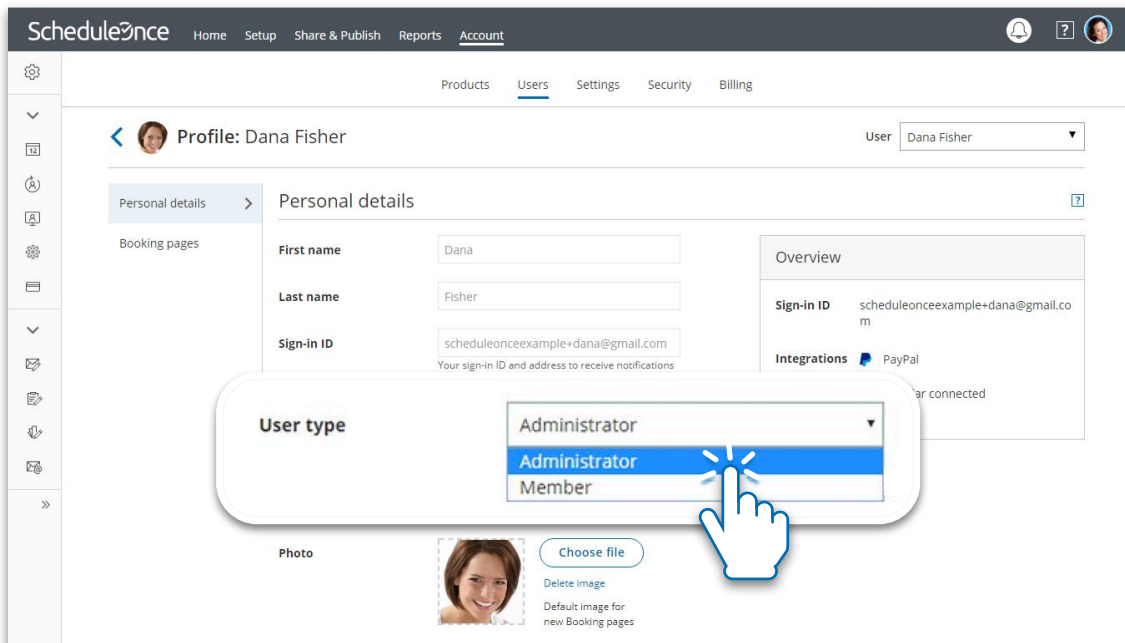 ScheduleOnce Home Setup Share & Publish Reports Account ?
Products Users Settings Security Billing
Profile: Dana Fisher
User Dana Fisher
12
Personal details
Booking pages
Personal details ?
First name Dana
Last name Fisher
Sign-in ID scheduleonceexample+dana@gmail.com
Your sign-in ID and address to receive notifications
Overview
Sign-in ID scheduleonceexample+dana@gmail.co
m
Integrations PayPal
connected
User type Administrator
Administrator
Member
Photo Choose file
Delete image
Default image for
new Booking pages